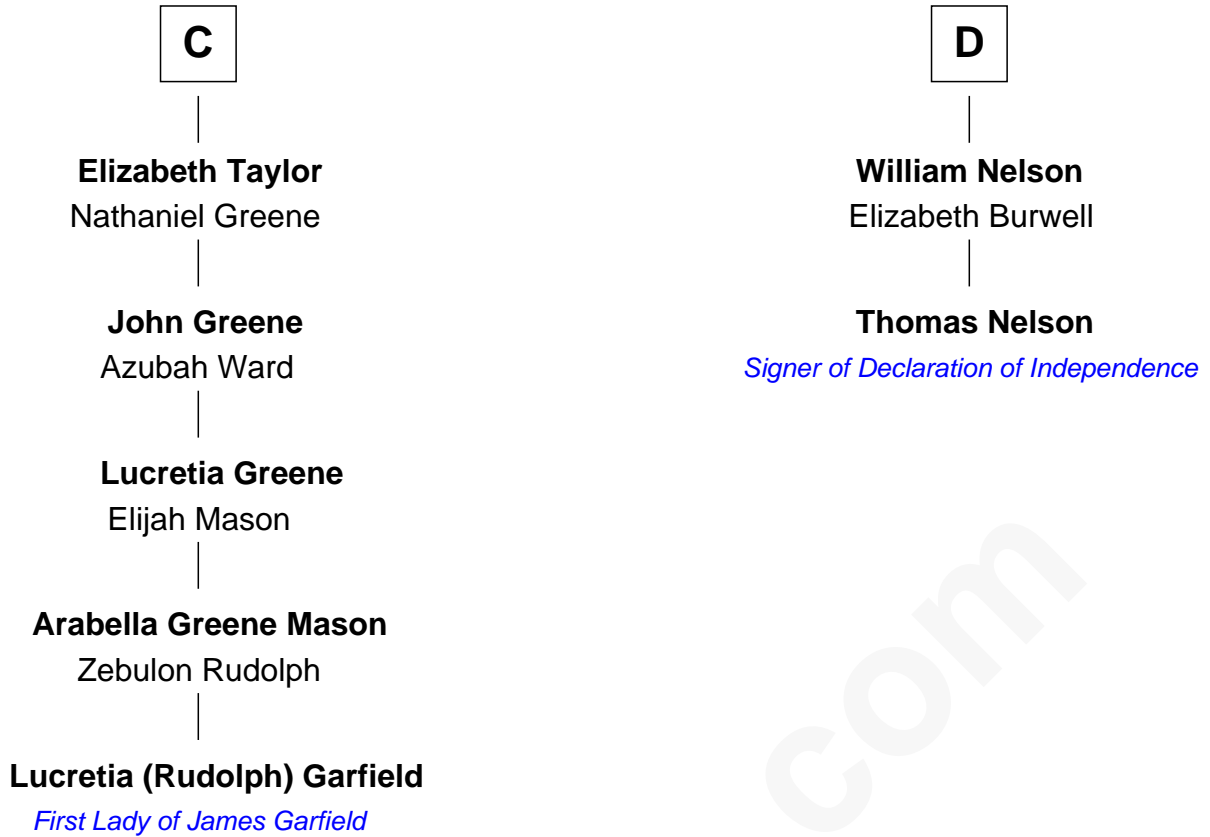 C
Elizabeth Taylor
Nathaniel Greene
John Greene
Azubah Ward
Lucretia Greene
Elijah Mason
Arabella Greene Mason
Zebulon Rudolph
Lucretia (Rudolph) Garfield
First Lady of James Garfield
D
William Nelson
Elizabeth Burwell
Thomas Nelson
Signer of Declaration of Independence
com